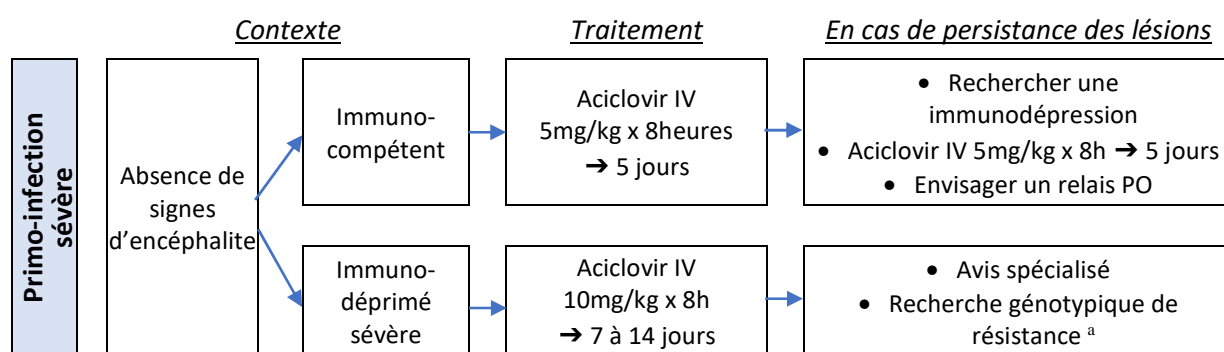 Contexte
Traitement
En cas de persistance des lésions
Primo-infection
sévère
Absence de
signes
d’encéphalite
Immuno-
compétent
Aciclovir IV
5mg/kg x 8heures
➔ 5 jours
• Rechercher une
immunodépression
• Aciclovir IV 5mg/kg x 8h ➔ 5 jours
• Envisager un relais PO
Immuno-
déprimé
sévère
Aciclovir IV
10mg/kg x 8h
➔ 7 à 14 jours
• Avis spécialisé
• Recherche génotypique de
résistance a